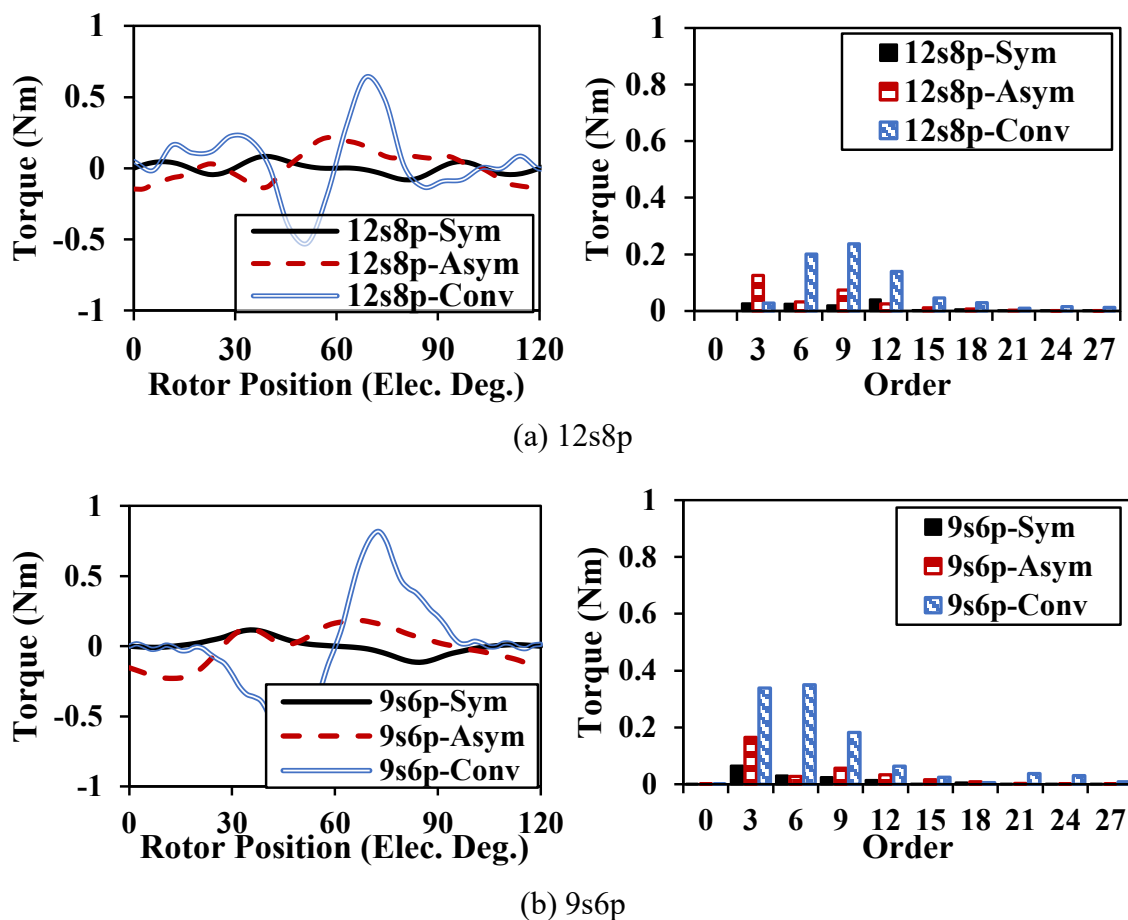 1
0.5
0
-0.5
-1
Torque (Nm)
12s8p-Sym
12s8p-Asym
12s8p-Conv
0 30 60 90 120
Rotor Position (Elec. Deg.)
1
0.8
0.6
0.4
0.2
0
Torque (Nm)
12s8p-Sym
12s8p-Asym
12s8p-Conv
0 3 6 9 12 15 18 21 24 27
Order
(a) 12s8p
1
0.5
0
-0.5
-1
Torque (Nm)
9s6p-Sym
9s6p-Asym
9s6p-Conv
0 30 60 90 120
Rotor Position (Elec. Deg.)
1
0.8
0.6
0.4
0.2
0
Torque (Nm)
9s6p-Sym
9s6p-Asym
9s6p-Conv
0 3 6 9 12 15 18 21 24 27
Order
(b) 9s6p